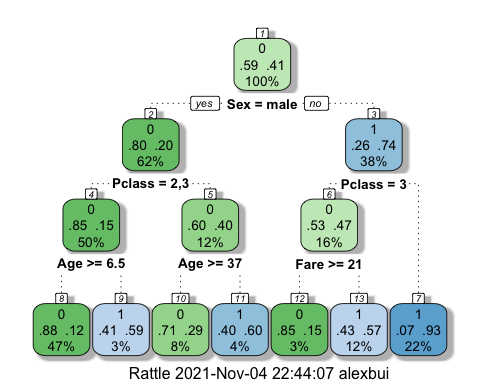 1
0
.59 .41
100%
yes Sex = male no
2 3
0 1
.80 .20 .26 .74
62% 38%
Pclass = 2,3 Pclass = 3
4 5 6
0 0 0
.85 .15 .60 .40 .53 .47
50% 12% 16%
Age >= 6.5 Age >= 37 Fare >= 21
8 9 10 11 12 13 7
0 1 0 1 0 1 1
.88 .12 .41 .59 .71 .29 .40 .60 .85 .15 .43 .57 .07 .93
47% 3% 8% 4% 3% 12% 22%
Rattle 2021-Nov-04 22:44:07 alexbui